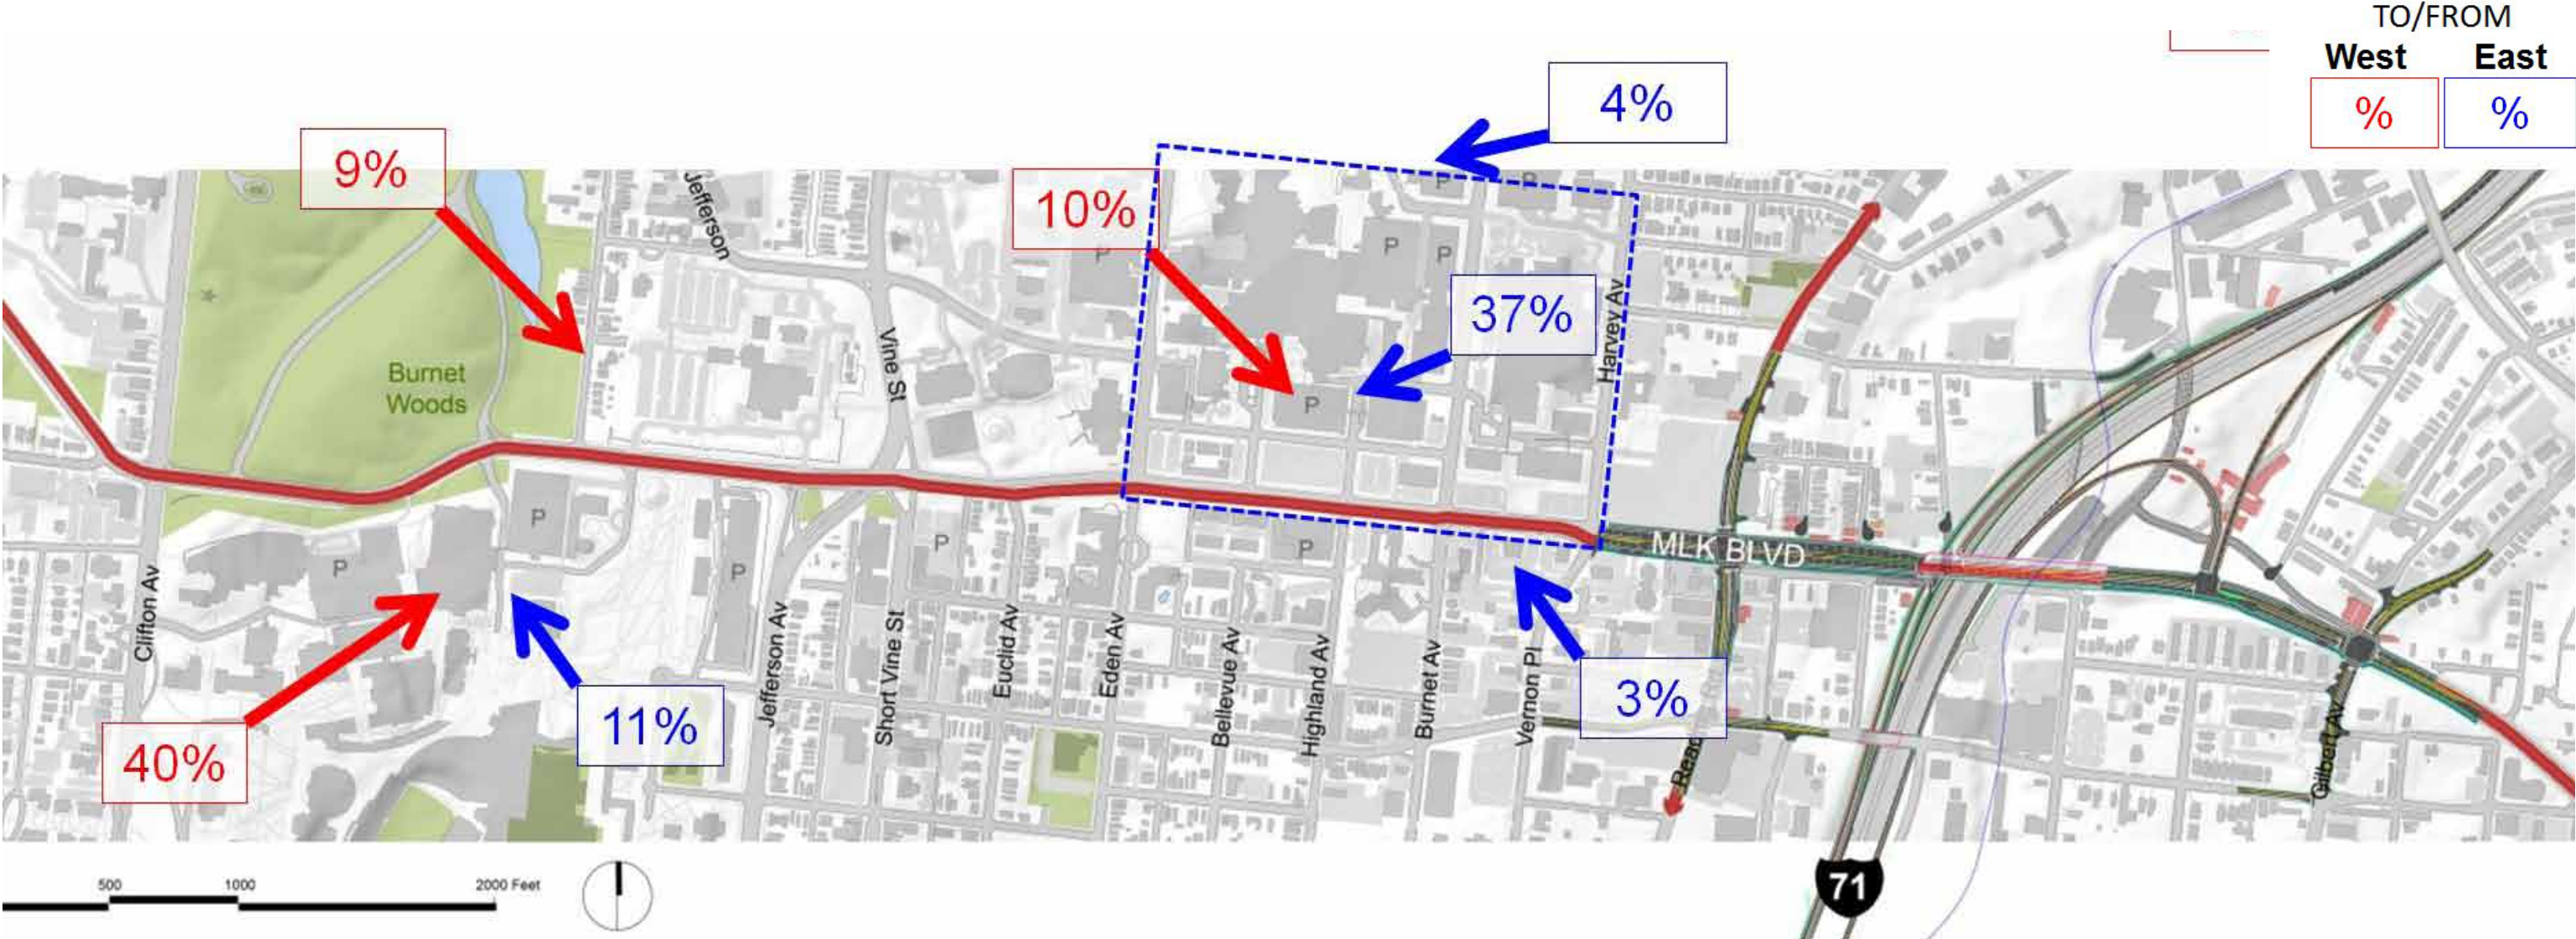 TO/FROM
West East
% %
4%
9%
10%
37%
Jefferson
P
P
P
P
P
Harvey Av
Vine St
Burnet
Woods
P
P
P
P
P
P
MLK BLVD
Clifton Av
Jefferson Av
Short Vine St
Euclid Av
Eden Av
Bellevue Av
Highland Av
Burnet Av
Vernon Pl
3%
11%
40%
Gilbert Av
71
500 1000 2000 Feet